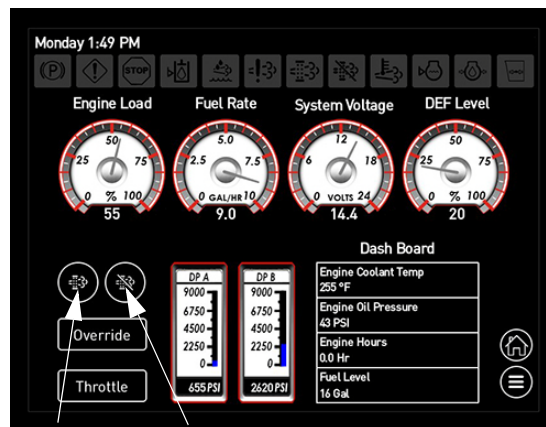 Monday 1:49 PM
(P) STOP
Engine Load Fuel Rate System Voltage DEF Level
50 5.0 12 50
25 75 2.5 7.5 6 18 25 75
0 % 100 0 GAL/HR 10 0 VOLTS 24 0 % 100
55 9.0 14.4 20
Dash Board
DP A DP B
9000 9000
6750 6750
4500 4500
2250 2250
0 0
655 PSI 2620 PSI
Engine Coolant Temp
255 °F
Engine Oil Pressure
43 PSI
Engine Hours
0.0 Hr
Fuel Level
16 Gal
Override
Throttle